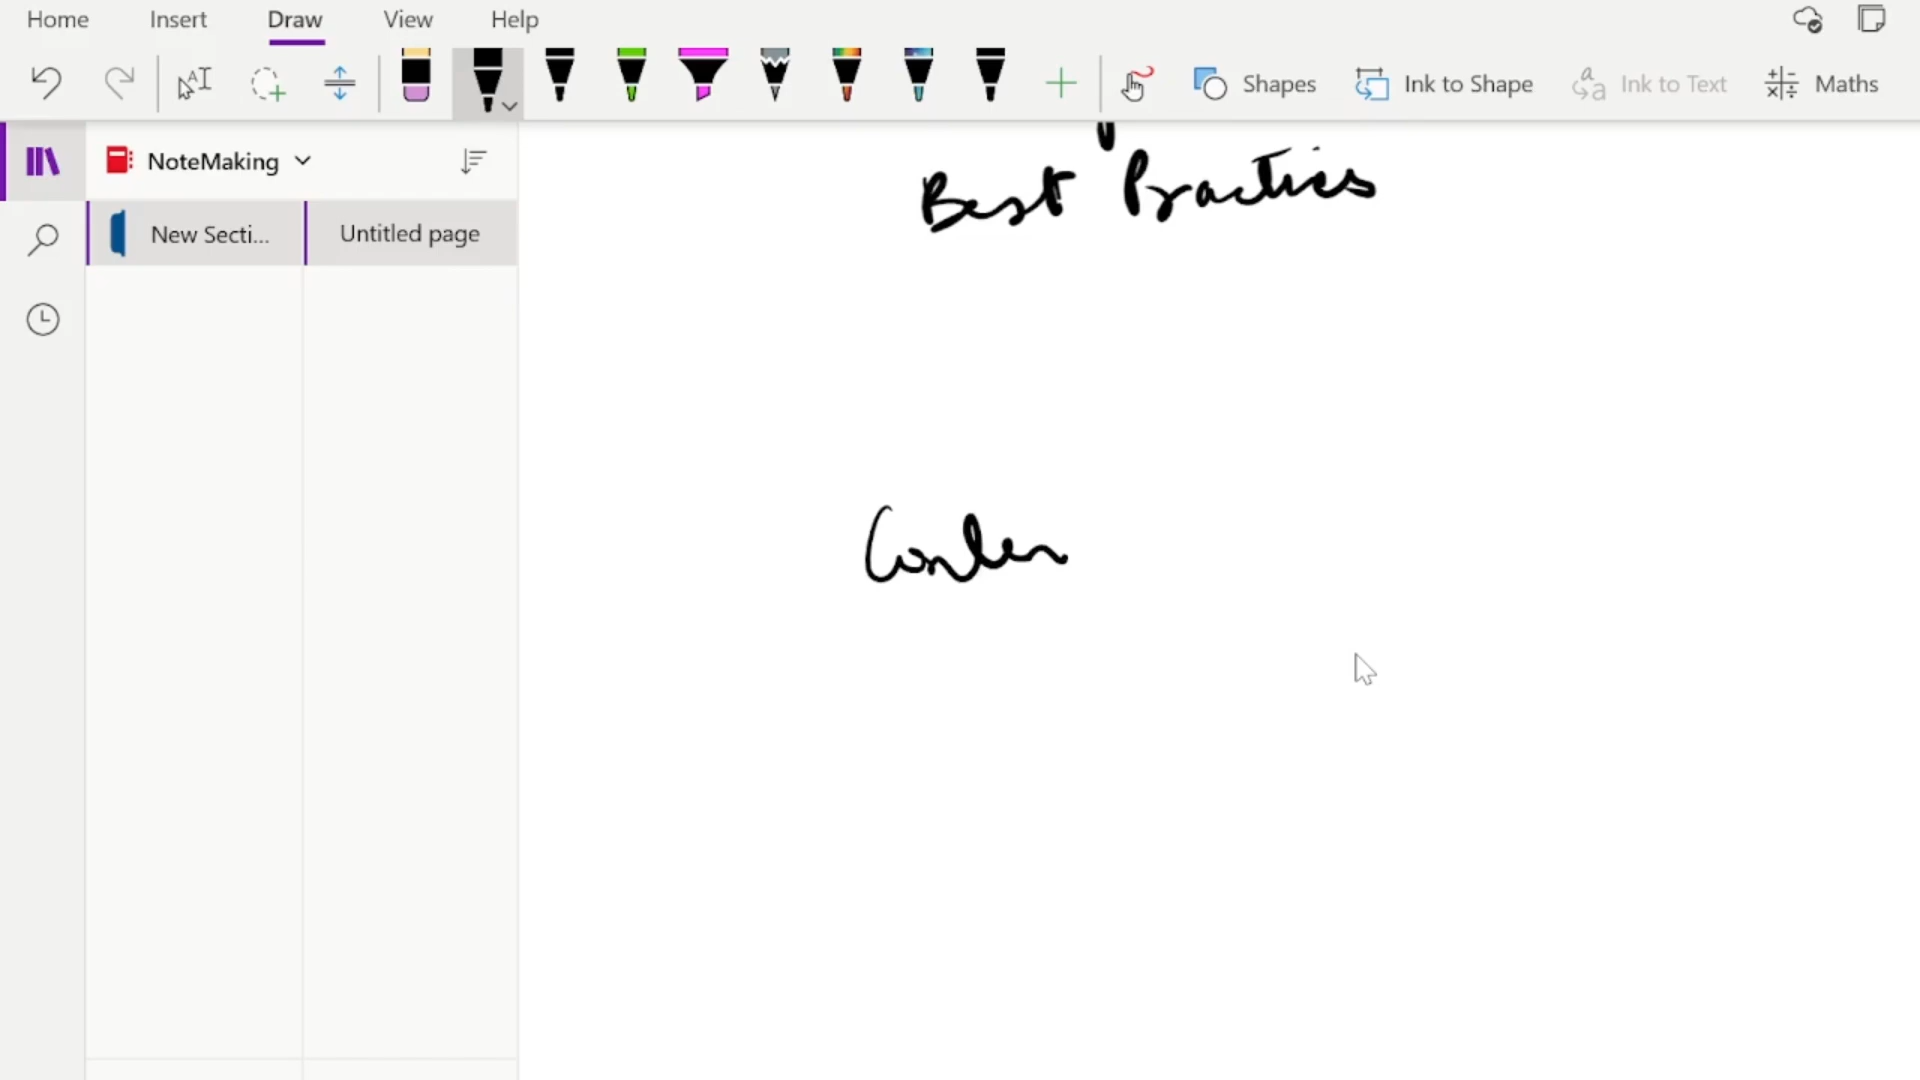 Home Insert Draw View Help
Shapes Ink to Shape Ink to Text Maths
NoteMaking
New Secti... Untitled page
Best Practices
Conten